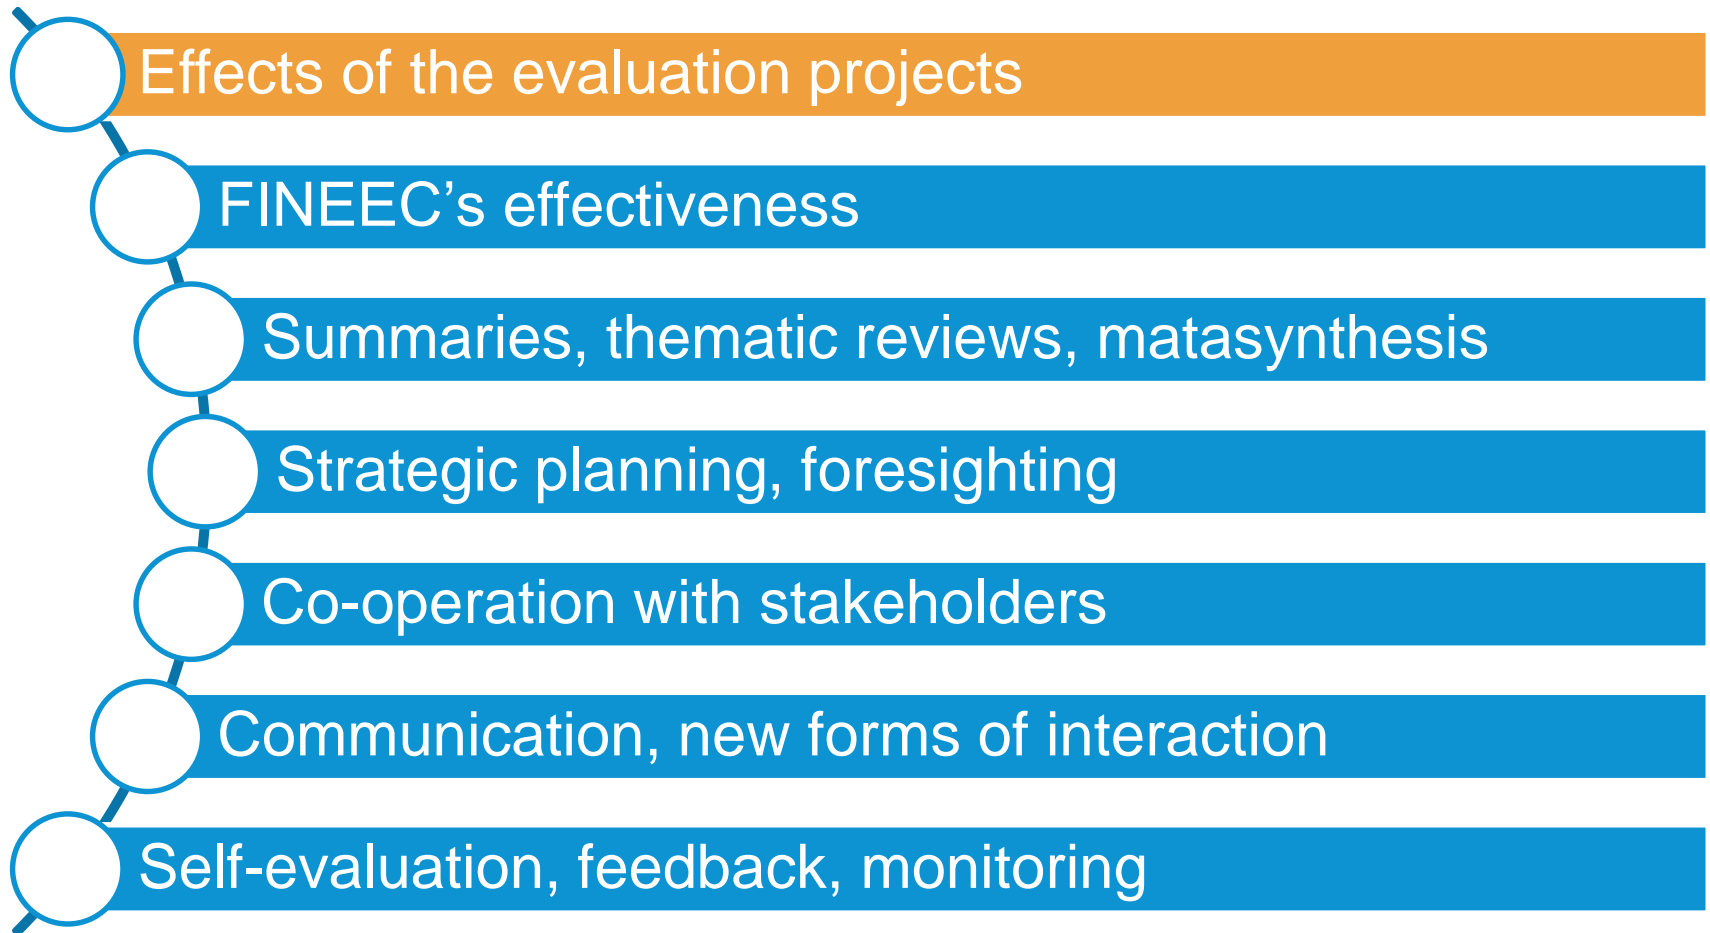 Effects of the evaluation projects
FINEEC’s effectiveness
Summaries, thematic reviews, matasynthesis
Strategic planning, foresighting
Co-operation with stakeholders
Communication, new forms of interaction
Self-evaluation, feedback, monitoring